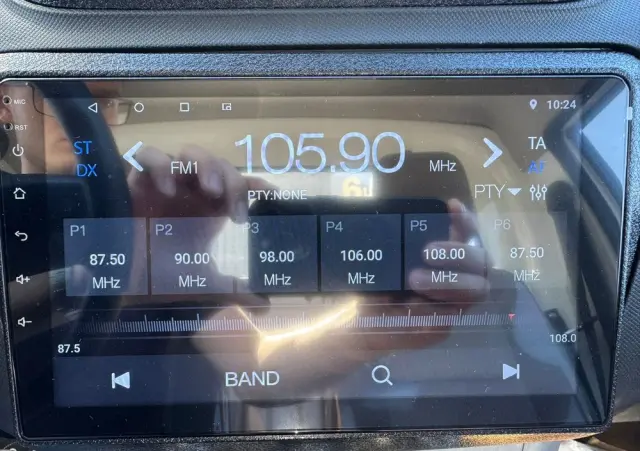 MIC
10:24
RST
ST
DX
FM1
105.90
MHz
TA
AF
PTY:NONE
PTY
P1
87.50
MHz
P2
90.00
MHz
P3
98.00
MHz
P4
106.00
MHz
P5
108.00
MHz
P6
87.50
MHz
87.5
108.0
BAND